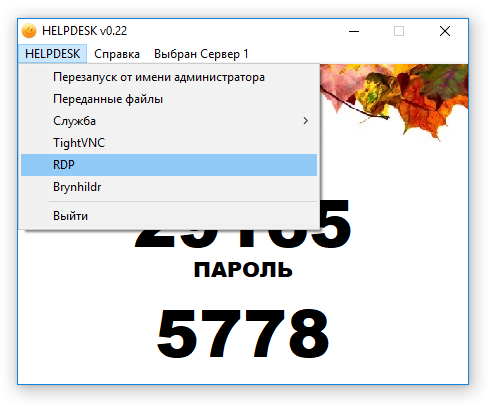 HELPDESK v0.22
HELPDESK Справка Выбран Сервер 1
Перезапуск от имени администратора
Переданные файлы
Служба
TightVNC
RDP
Brynhildr
Выйти
ПАРОЛЬ
5778